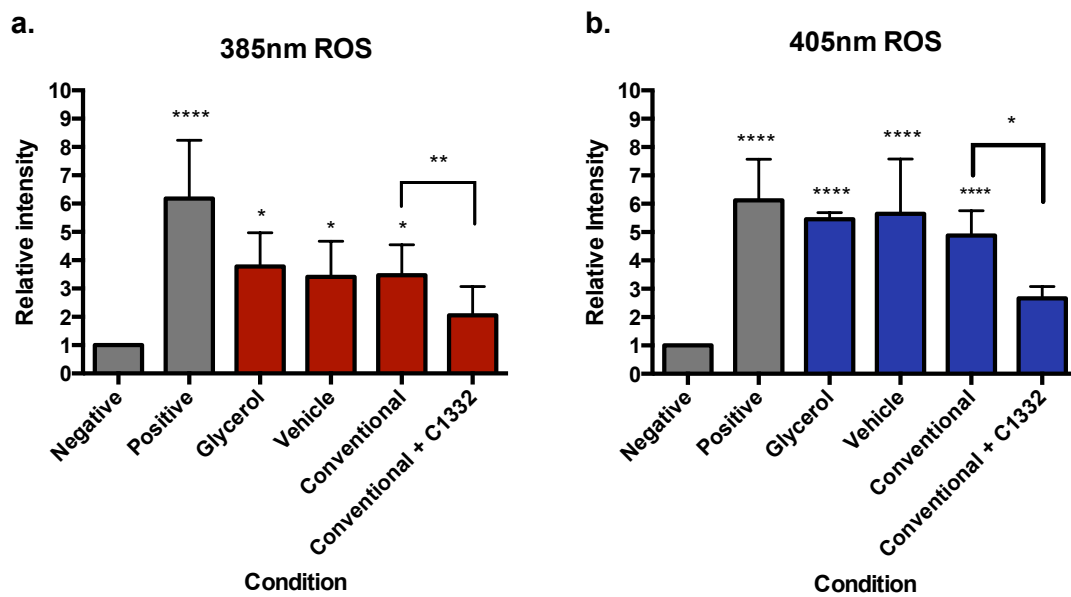 a.
385nm ROS
Relative intensity
10
9
8
7
6
5
4
3
2
1
0
****
*
*
*
**
Negative
Positive
Glycerol
Vehicle
Conventional
Conventional + C1332
Condition
b.
405nm ROS
Relative Intensity
10
9
8
7
6
5
4
3
2
1
0
****
****
****
****
*
Negative
Positive
Glycerol
Vehicle
Conventional
Conventional + C1332
Condition